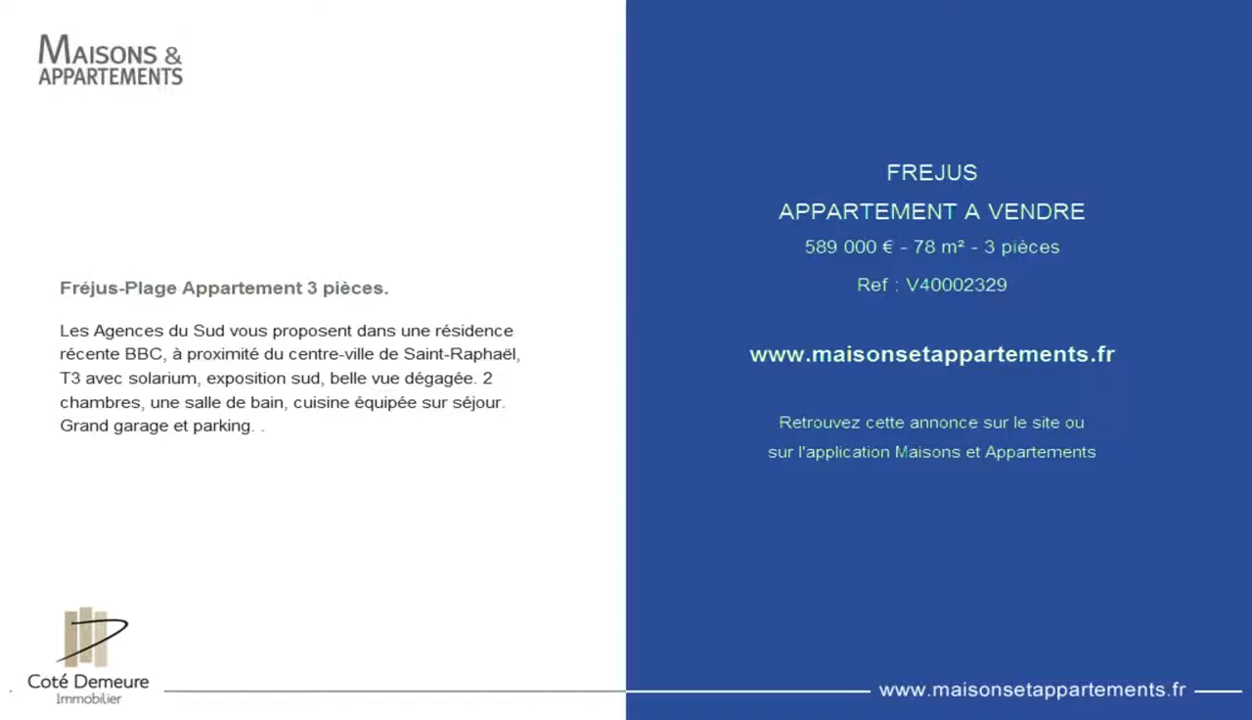 MAISONS &
APPARTEMENTS
Fréjus-Plage Appartement 3 pièces.
Les Agences du Sud vous proposent dans une résidence
récente BBC, à proximité du centre-ville de Saint-Raphaël,
T3 avec solarium, exposition sud, belle vue dégagée. 2
chambres, une salle de bain, cuisine équipée sur séjour.
Grand garage et parking. .
Coté Demeure
Immobilier
FREJUS
APPARTEMENT A VENDRE
589 000 € - 78 m² - 3 pièces
Ref : V40002329
www.maisonsetappartements.fr
Retrouvez cette annonce sur le site ou
sur l'application Maisons et Appartements
www.maisonsetappartements.fr